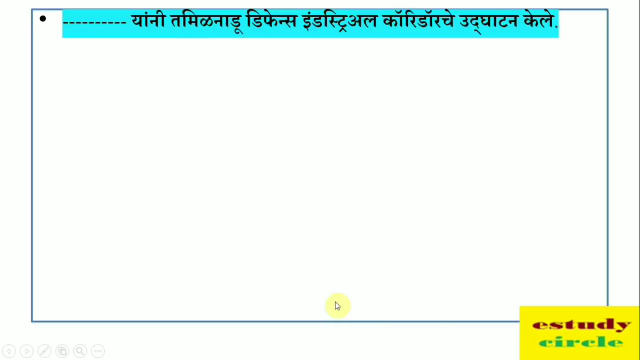 • ---------- यांनी तमिळनाडू डिफेन्स इंडस्ट्रिअल कॉरिडॉरचे उद्‌घाटन केले.
estudy
circle